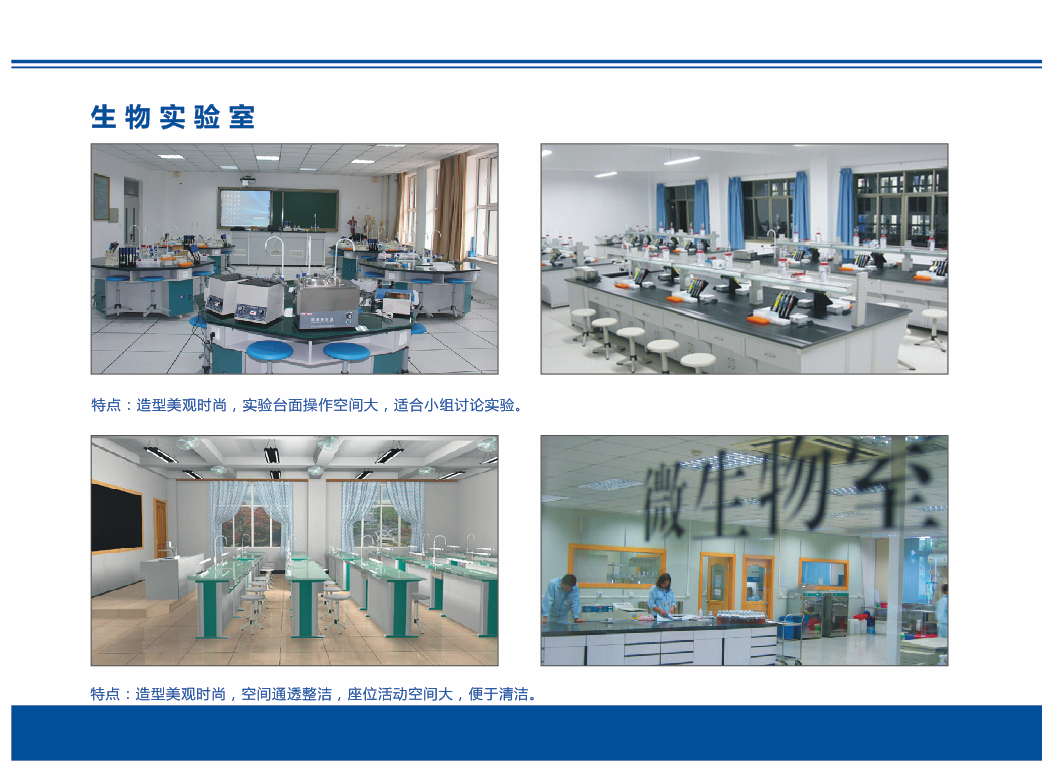 生物实验室
特点：造型美观时尚，实验台面操作空间大，适合小组讨论实验。
微生物室
特点：造型美观时尚，空间通透整洁，座位活动空间大，便于清洁。